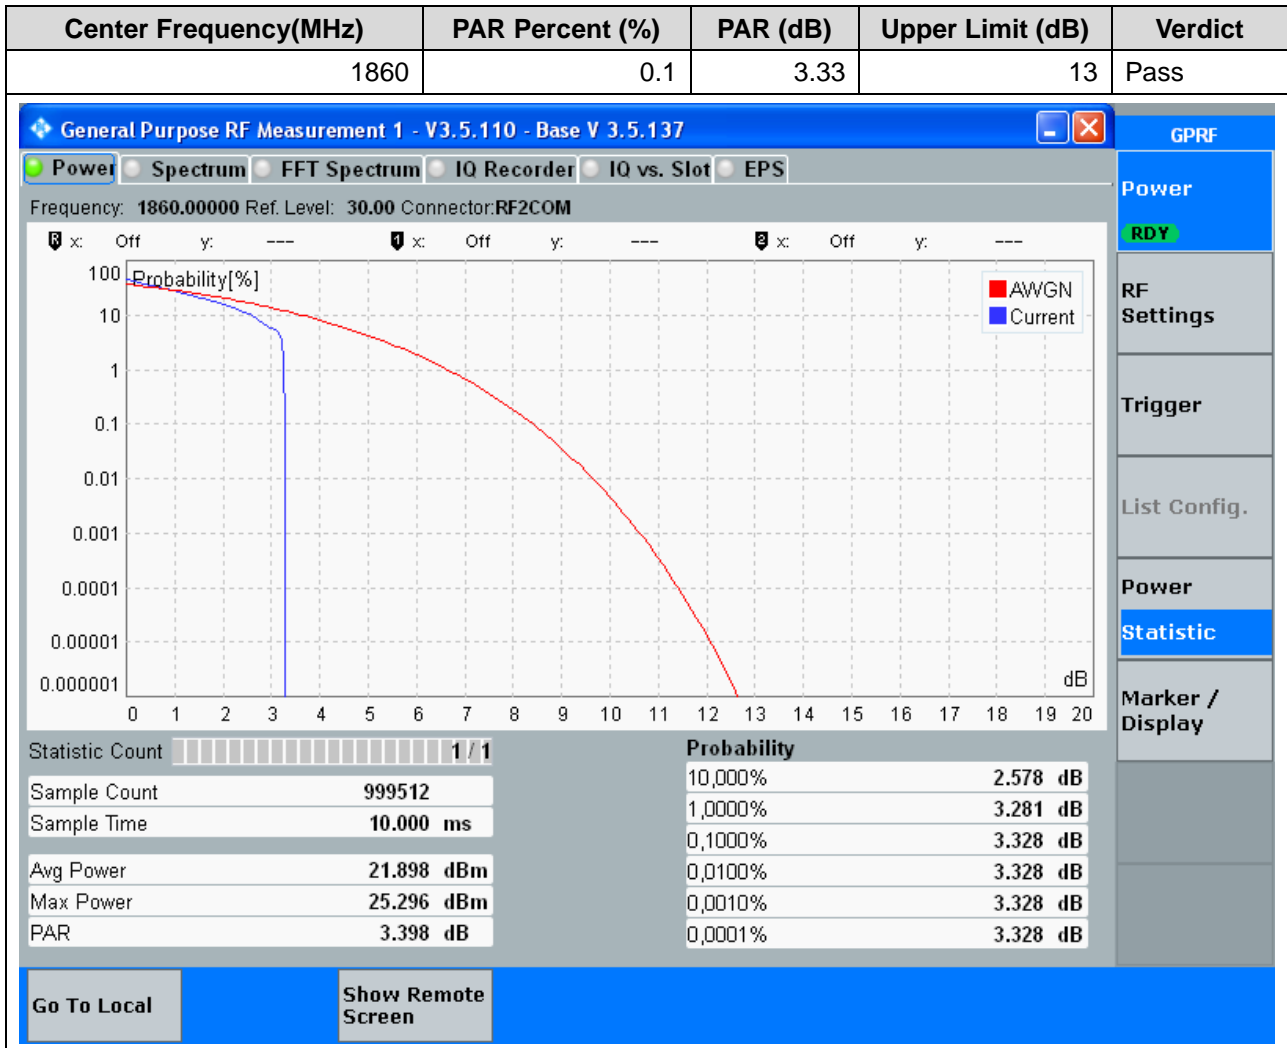 Center Frequency(MHz) PAR Percent (%) PAR (dB) Upper Limit (dB) Verdict
1860 0.1 3.33 13 Pass
General Purpose RF Measurement 1 - V3.5.110 - Base V 3.5.137
GPRF
Power Spectrum FFT Spectrum IQ Recorder IQ vs. Slot EPS
Power
RDY
Frequency: 1860.00000 Ref. Level: 30.00 Connector:RF2COM
R x: Off y: --- 1 x: Off y: --- 2 x: Off y: ---
Probability[%]
AWGN
Current
100
10
1
0.1
0.01
0.001
0.0001
0.00001
0.000001
dB
0 1 2 3 4 5 6 7 8 9 10 11 12 13 14 15 16 17 18 19 20
RF
Settings
Trigger
List Config.
Power
Statistic
Marker /
Display
Statistic Count 1 / 1
Sample Count 999512
Sample Time 10.000 ms
Avg Power 21.898 dBm
Max Power 25.296 dBm
PAR 3.398 dB
Probability
10,000% 2.578 dB
1,0000% 3.281 dB
0,1000% 3.328 dB
0,0100% 3.328 dB
0,0010% 3.328 dB
0,0001% 3.328 dB
Go To Local
Show Remote
Screen